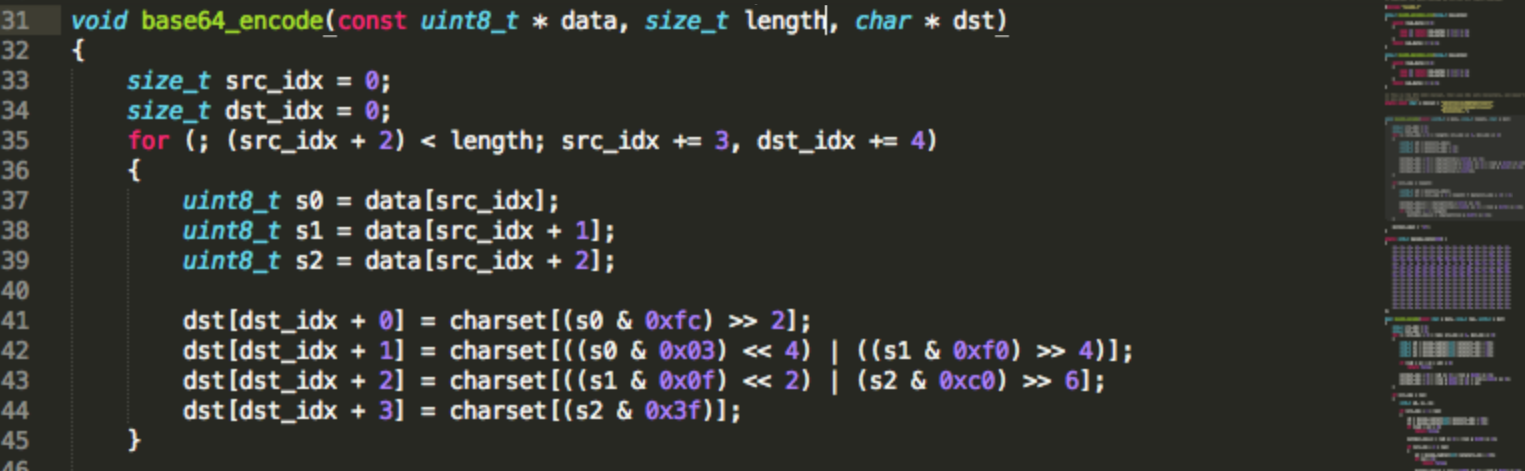 31 void base64_encode(const uint8_t * data, size_t length, char * dst)
32 {
33 size_t src_idx = 0;
34 size_t dst_idx = 0;
35 for (; (src_idx + 2) < length; src_idx += 3, dst_idx += 4)
36 {
37 uint8_t s0 = data[src_idx];
38 uint8_t s1 = data[src_idx + 1];
39 uint8_t s2 = data[src_idx + 2];
40
41 dst[dst_idx + 0] = charset[(s0 & 0xfc) >> 2];
42 dst[dst_idx + 1] = charset[((s0 & 0x03) << 4) | ((s1 & 0xf0) >> 4)];
43 dst[dst_idx + 2] = charset[((s1 & 0x0f) << 2) | (s2 & 0xc0) >> 6];
44 dst[dst_idx + 3] = charset[(s2 & 0x3f)];
45 }
46